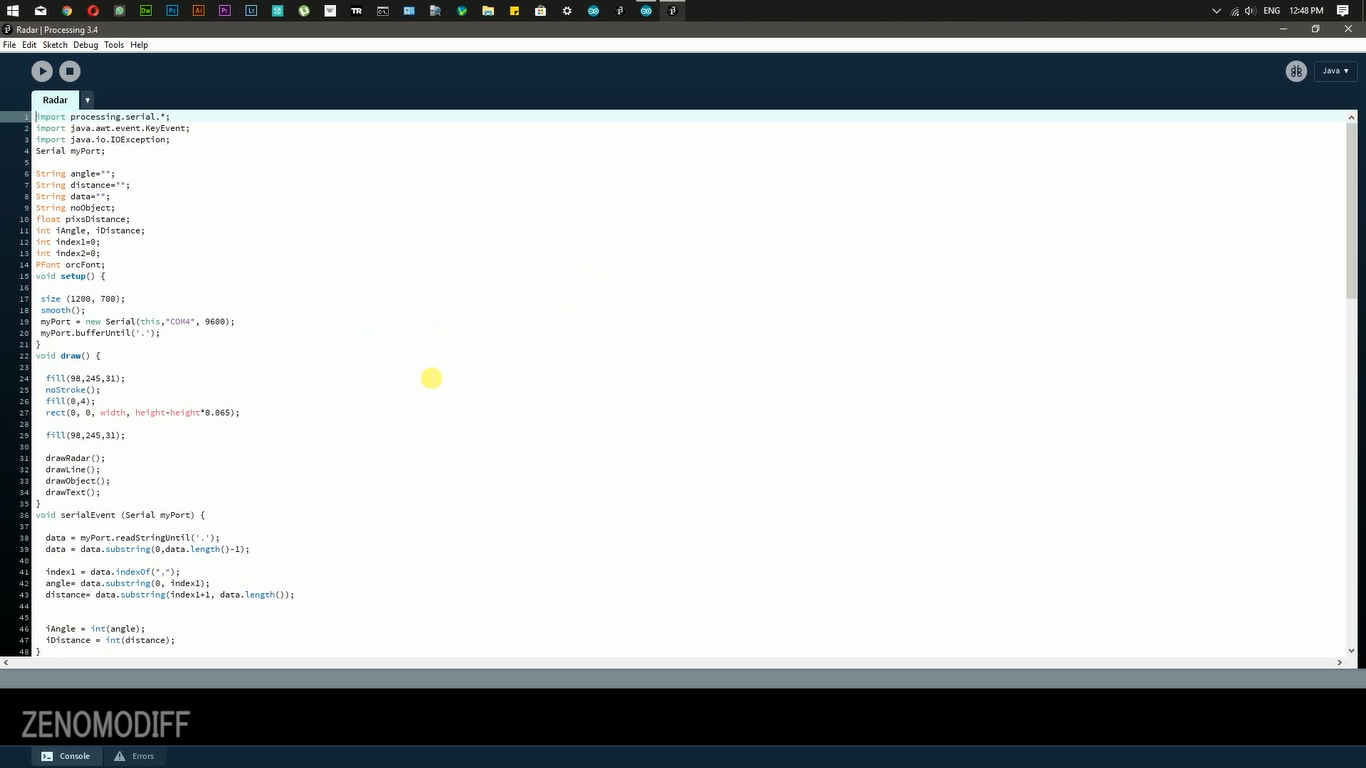 Dw Ps Ai Pr Lr W TR ENG 12:48 PM
Radar | Processing 3.4
File Edit Sketch Debug Tools Help
Java ▾
Radar
1 import processing.serial.*;
2 import java.awt.event.KeyEvent;
3 import java.io.IOException;
4 Serial myPort;
5
6 String angle="";
7 String distance="";
8 String data="";
9 String noObject;
10 float pixsDistance;
11 int iAngle, iDistance;
12 int index1=0;
13 int index2=0;
14 PFont orcFont;
15 void setup() {
16
17 size (1200, 700);
18 smooth();
19 myPort = new Serial(this,"COM4", 9600);
20 myPort.bufferUntil('.');
21 }
22 void draw() {
23
24 fill(98,245,31);
25 noStroke();
26 fill(0,4);
27 rect(0, 0, width, height-height*0.065);
28
29 fill(98,245,31);
30
31 drawRadar();
32 drawLine();
33 drawObject();
34 drawText();
35 }
36 void serialEvent (Serial myPort) {
37
38 data = myPort.readStringUntil('.');
39 data = data.substring(0,data.length()-1);
40
41 index1 = data.indexOf(",");
42 angle= data.substring(0, index1);
43 distance= data.substring(index1+1, data.length());
44
45
46 iAngle = int(angle);
47 iDistance = int(distance);
48 }
ZENOMODIFF
Console Errors